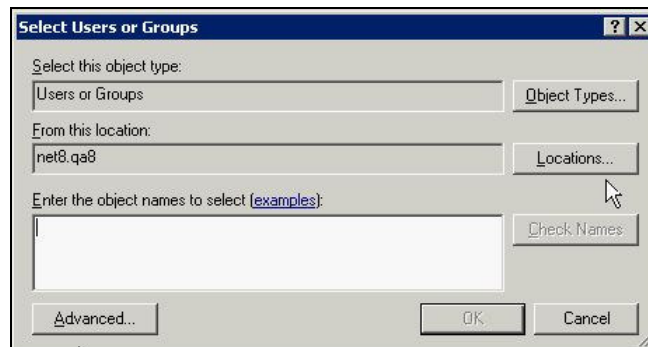 Select Users or Groups
Select this object type:
Users or Groups
Object Types...
From this location:
net8.qa8
Locations...
Enter the object names to select (examples):
Check Names
Advanced...
OK
Cancel